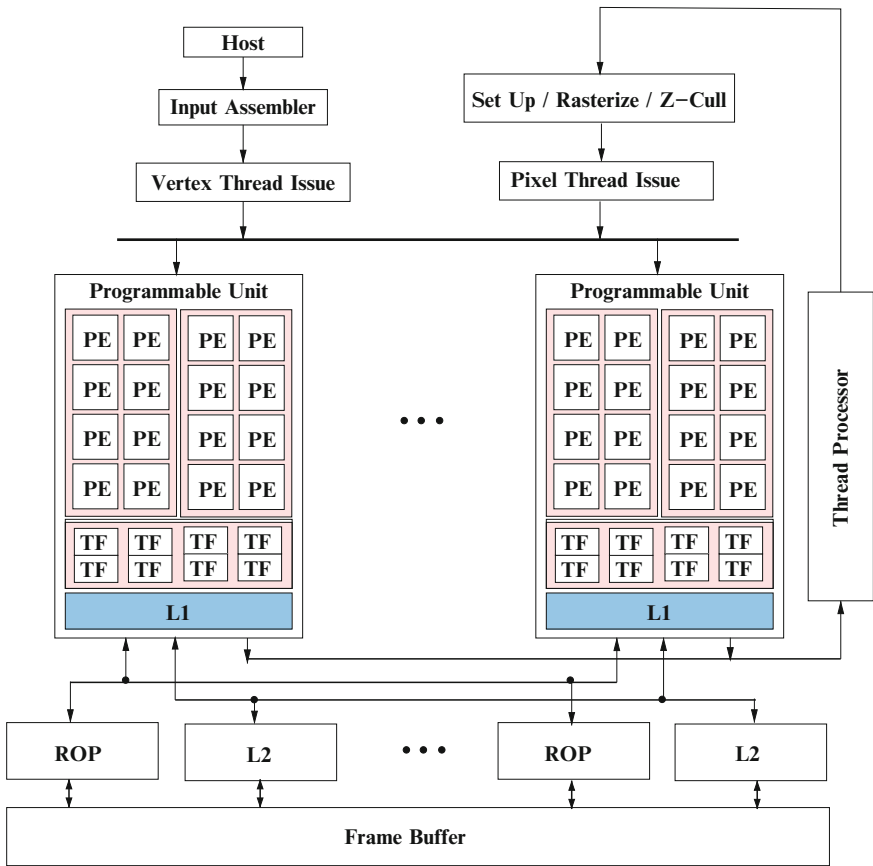 Host
Set Up / Rasterize / Z-Cull
Input Assembler
Vertex Thread Issue
Pixel Thread Issue
Programmable Unit
PE PE PE PE
PE PE PE PE
PE PE PE PE
PE PE PE PE
TF TF TF TF
TF TF TF TF
L1
Programmable Unit
PE PE PE PE
PE PE PE PE
PE PE PE PE
PE PE PE PE
TF TF TF TF
TF TF TF TF
L1
Thread Processor
ROP
L2
ROP
L2
Frame Buffer